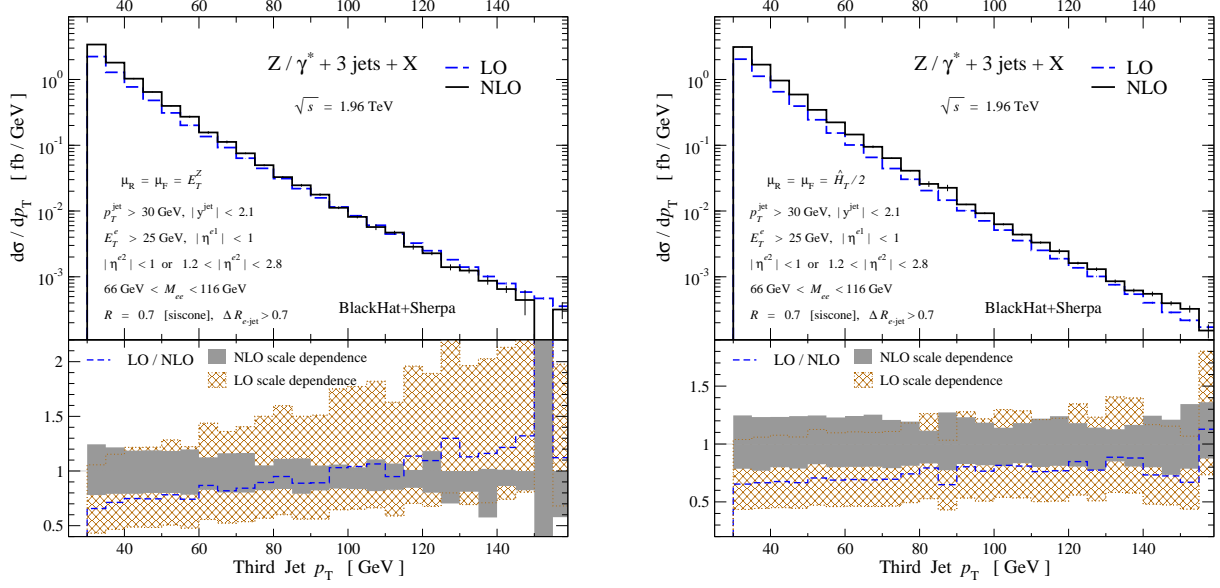 40 60 80 100 120 140
10^0
10^-1
10^-2
10^-3
dσ / dp_T [ fb / GeV ]
Z / γ* + 3 jets + X
√s = 1.96 TeV
LO
NLO
μ_R = μ_F = E_T^Z
p_T^jet > 30 GeV, | y^jet | < 2.1
E_T^e > 25 GeV, | η^e1 | < 1
| η^e2 | < 1 or 1.2 < | η^e2 | < 2.8
66 GeV < M_ee < 116 GeV
R = 0.7 [siscone], Δ R_e-jet > 0.7
BlackHat+Sherpa
LO / NLO
NLO scale dependence
LO scale dependence
2
1.5
1
0.5
40 60 80 100 120 140
Third Jet p_T [ GeV ]
40 60 80 100 120 140
10^0
10^-1
10^-2
10^-3
dσ / dp_T [ fb / GeV ]
Z / γ* + 3 jets + X
√s = 1.96 TeV
LO
NLO
μ_R = μ_F = Ĥ_T / 2
p_T^jet > 30 GeV, | y^jet | < 2.1
E_T^e > 25 GeV, | η^e1 | < 1
| η^e2 | < 1 or 1.2 < | η^e2 | < 2.8
66 GeV < M_ee < 116 GeV
R = 0.7 [siscone], Δ R_e-jet > 0.7
BlackHat+Sherpa
LO / NLO
NLO scale dependence
LO scale dependence
1.5
1
0.5
40 60 80 100 120 140
Third Jet p_T [ GeV ]